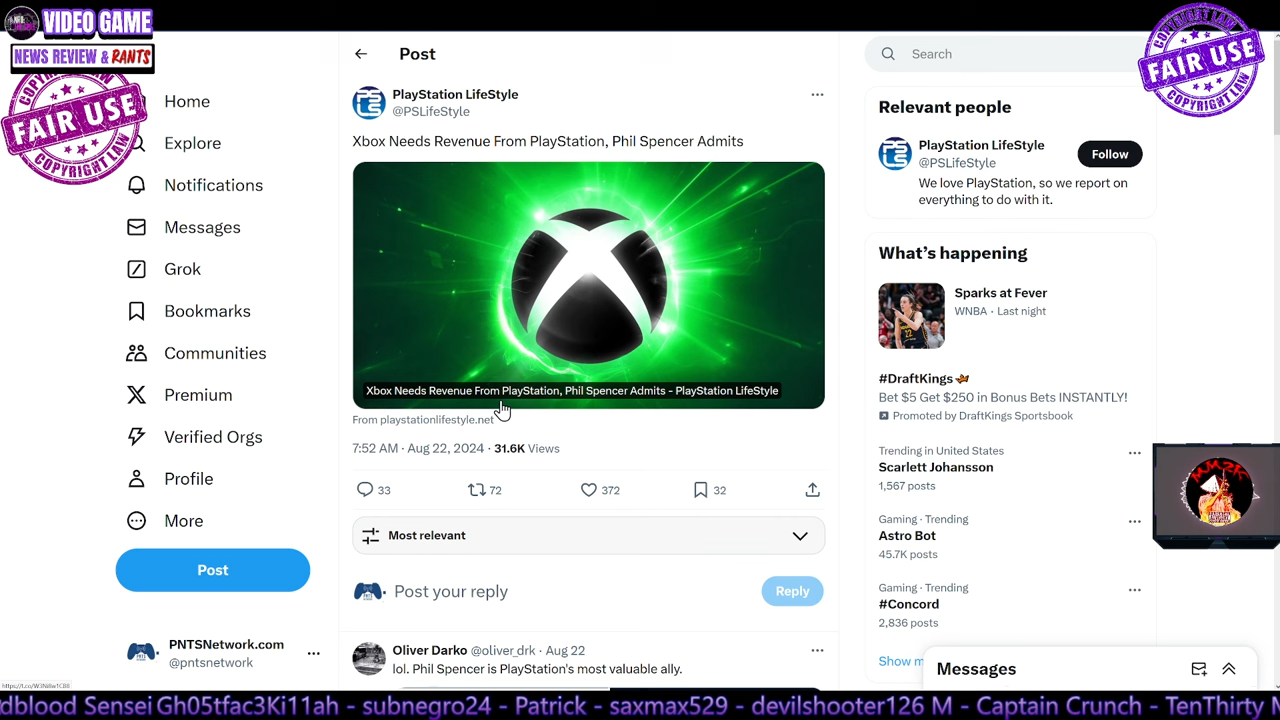 VIDEO GAME
NEWS REVIEW & RANTS
COPYRIGHT LAW
FAIR USE
COPYRIGHT LAW
Home
Explore
Notifications
Messages
Grok
Bookmarks
Communities
Premium
Verified Orgs
Profile
More
Post
PNTSNetwork.com
@pntsnetwork
Post
PlayStation LifeStyle
@PSLifeStyle
Xbox Needs Revenue From PlayStation, Phil Spencer Admits
Xbox Needs Revenue From PlayStation, Phil Spencer Admits - PlayStation LifeStyle
From playstationlifestyle.net
7:52 AM · Aug 22, 2024 · 31.6K Views
33 72 372 32
Most relevant
Post your reply
Reply
Oliver Darko @oliver_drk · Aug 22
lol. Phil Spencer is PlayStation's most valuable ally.
Search
COPYRIGHT LAW
FAIR USE
COPYRIGHT LAW
Relevant people
PlayStation LifeStyle
@PSLifeStyle
Follow
We love PlayStation, so we report on
everything to do with it.
What's happening
Sparks at Fever
WNBA · Last night
#DraftKings
Bet $5 Get $250 in Bonus Bets INSTANTLY!
Promoted by DraftKings Sportsbook
Trending in United States
Scarlett Johansson
1,567 posts
Gaming · Trending
Astro Bot
45.7K posts
Gaming · Trending
#Concord
2,836 posts
Show m
Messages
MM2K
dblood Sensei Gh05tfac3Ki11ah - subnegro24 - Patrick - saxmax529 - devilshooter126 M - Captain Crunch - TenThirty